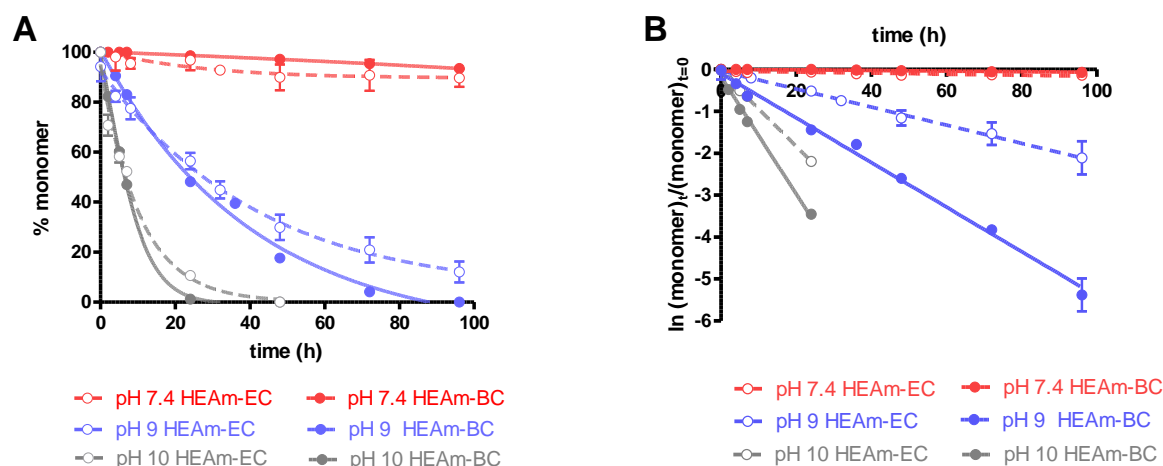 A
% monomer
100
80
60
40
20
0
0 20 40 60 80 100
time (h)
pH 7.4 HEAm-EC pH 7.4 HEAm-BC
pH 9 HEAm-EC pH 9 HEAm-BC
pH 10 HEAm-EC pH 10 HEAm-BC
B
time (h)
0 20 40 60 80 100
0
-1
-2
-3
-4
-5
-6
ln (monomer)t/(monomer)t=0
pH 7.4 HEAm-EC pH 7.4 HEAm-BC
pH 9 HEAm-EC pH 9 HEAm-BC
pH 10 HEAm-EC pH 10 HEAm-BC